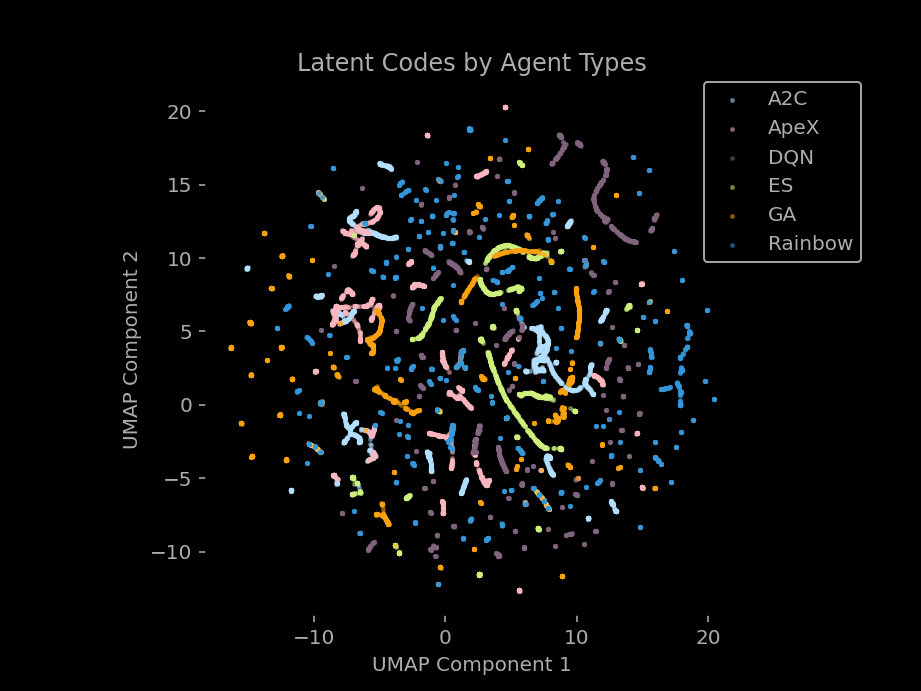 Latent Codes by Agent Types
A2C
ApeX
DQN
ES
GA
Rainbow
20
15
10
5
0
−5
−10
UMAP Component 2
−10
0
10
20
UMAP Component 1